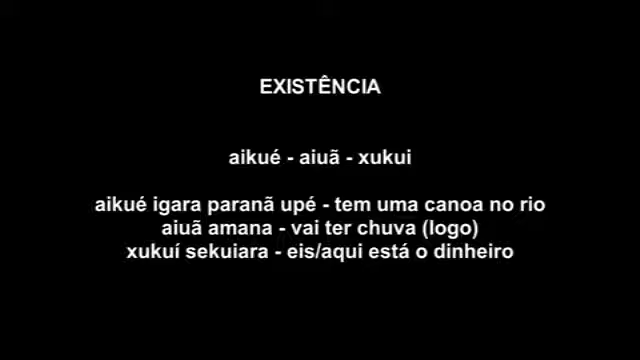 EXISTÊNCIA
aikué - aiuã - xukui
aikué igara paranã upé - tem uma canoa no rio
aiuã amana - vai ter chuva (logo)
xukuí sekuiara - eis/aqui está o dinheiro